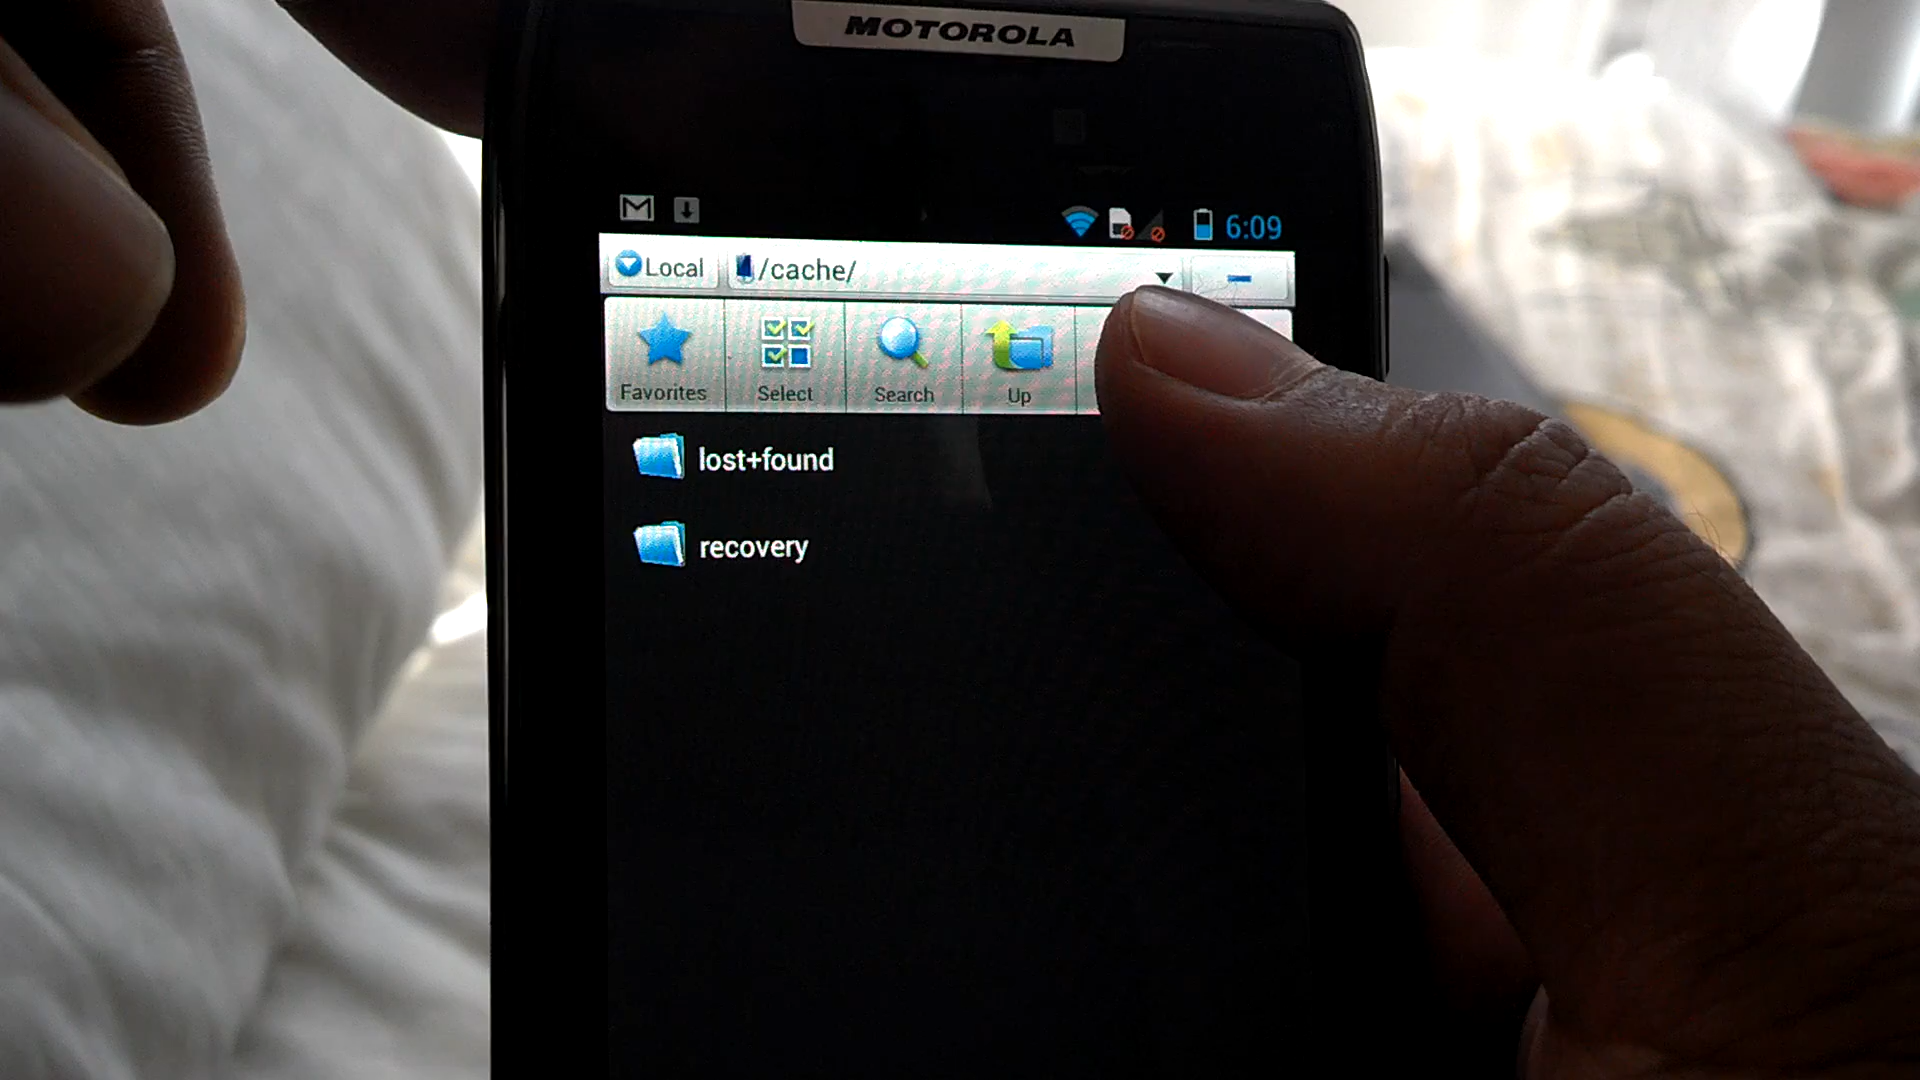 MOTOROLA
6:09
Local
/cache/
Favorites
Select
Search
Up
lost+found
recovery